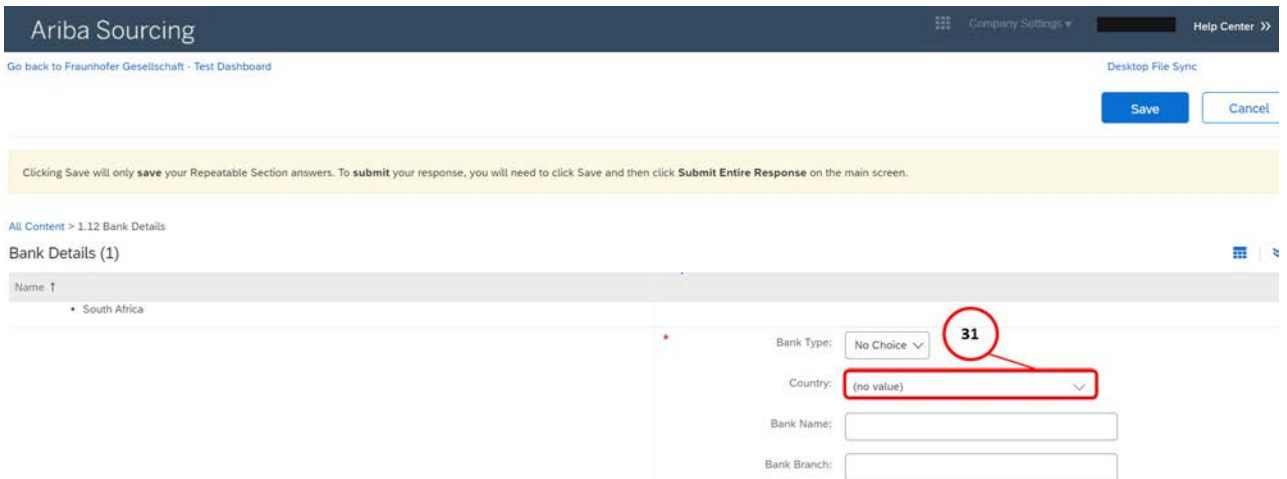 Ariba Sourcing
Company Settings
Help Center »
Go back to Fraunhofer Gesellschaft - Test Dashboard
Desktop File Sync
Save
Cancel
Clicking Save will only save your Repeatable Section answers. To submit your response, you will need to click Save and then click Submit Entire Response on the main screen.
All Content > 1.12 Bank Details
Bank Details (1)
Name ↑
• South Africa
* Bank Type: No Choice
31
Country: (no value)
Bank Name:
Bank Branch: